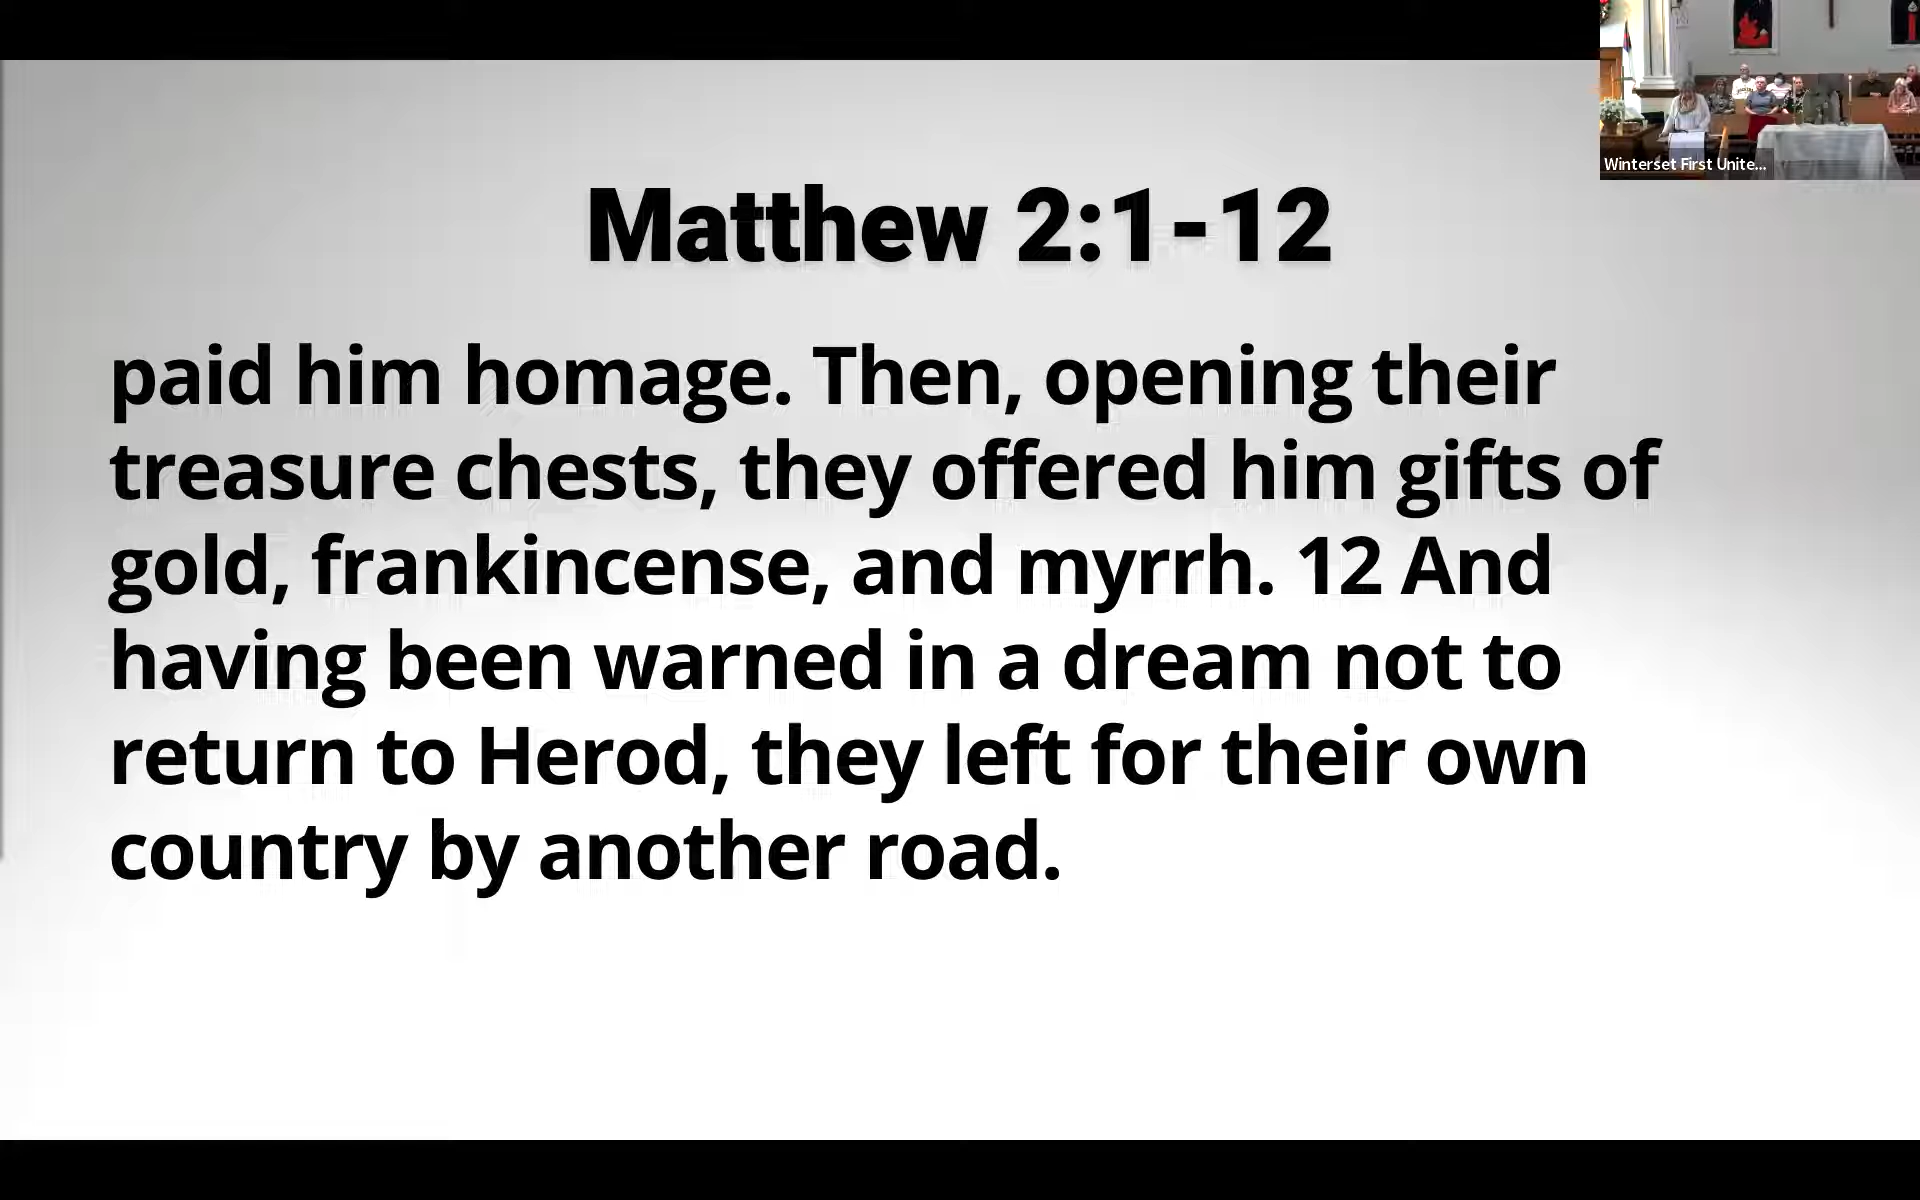 Winterset First Unite...
Matthew 2:1-12
paid him homage. Then, opening their
treasure chests, they offered him gifts of
gold, frankincense, and myrrh. 12 And
having been warned in a dream not to
return to Herod, they left for their own
country by another road.